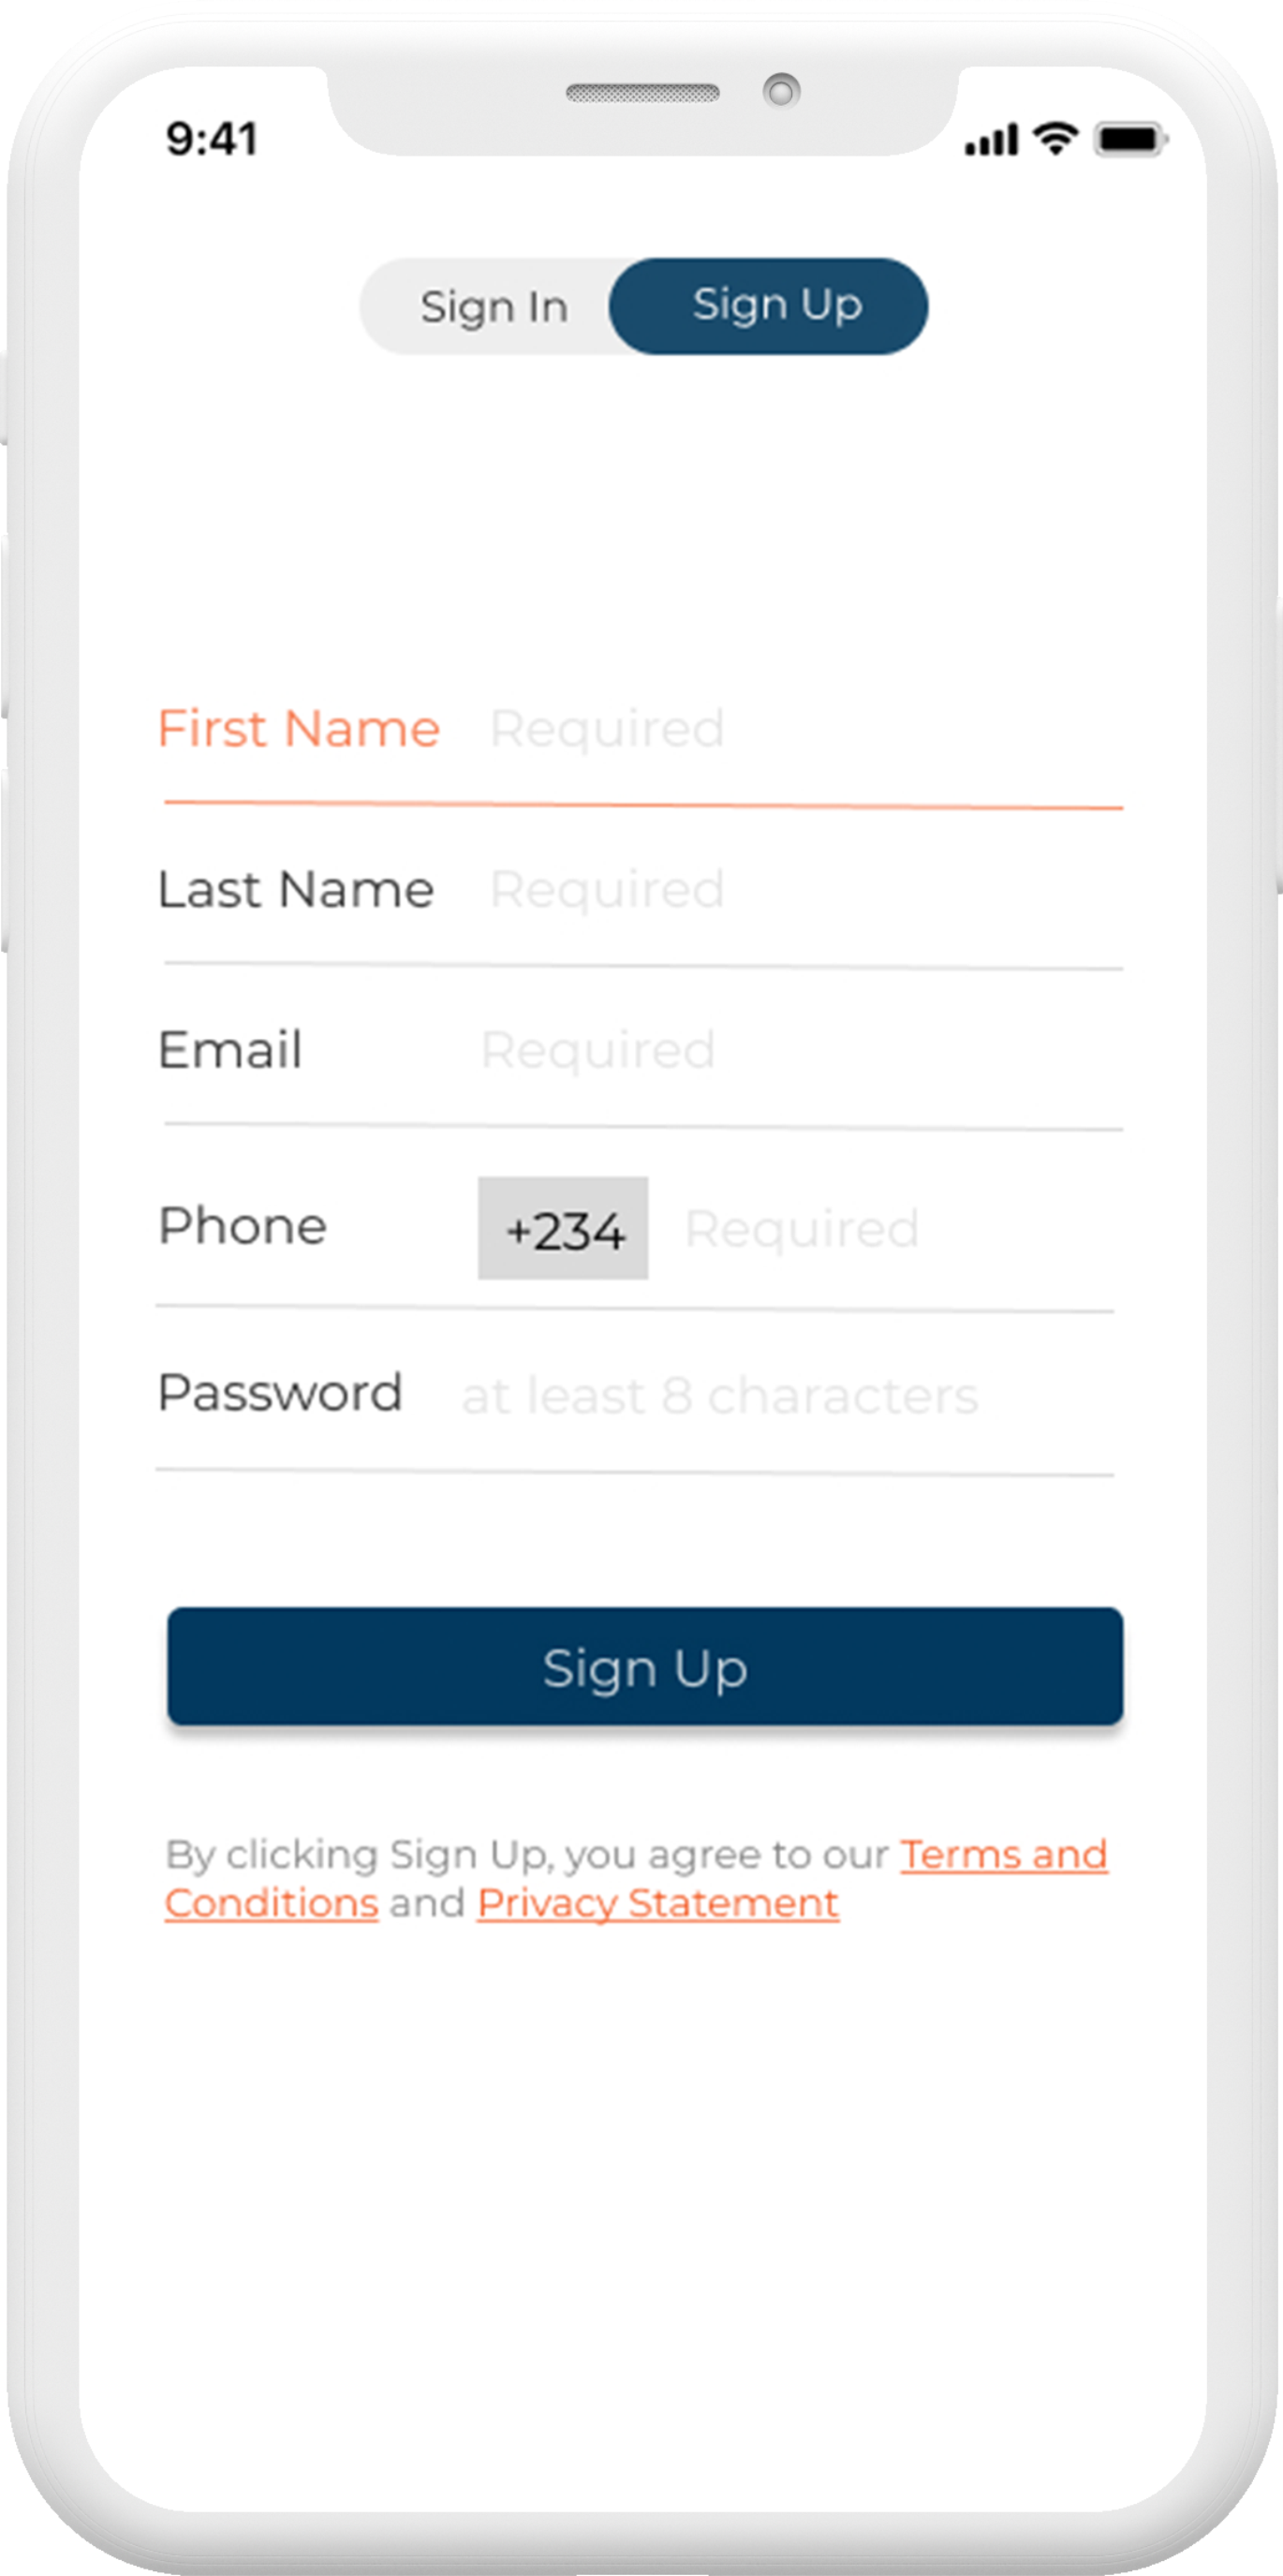 9:41
Sign In Sign Up
First Name Required
Last Name Required
Email Required
Phone +234 Required
Password at least 8 characters
Sign Up
By clicking Sign Up, you agree to our Terms and
Conditions and Privacy Statement